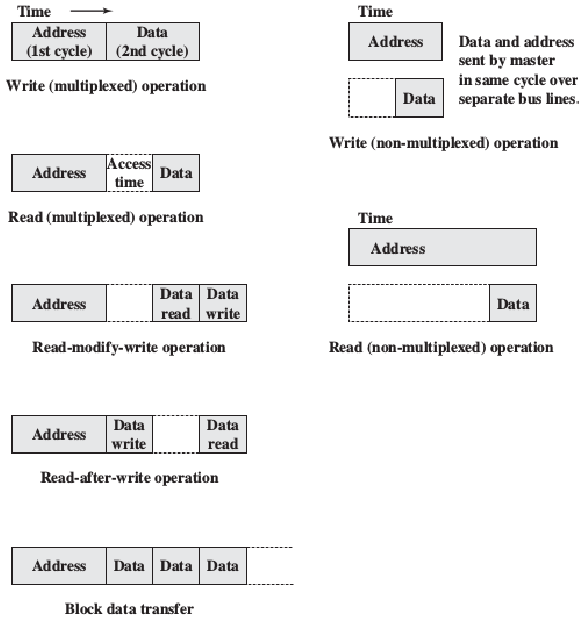 Time
Address
(1st cycle)
Data
(2nd cycle)
Write (multiplexed) operation
Address
Access
time
Data
Read (multiplexed) operation
Address
Data
read
Data
write
Read-modify-write operation
Address
Data
write
Data
read
Read-after-write operation
Address
Data
Data
Data
Block data transfer
Time
Address
Data
Data and address
sent by master
in same cycle over
separate bus lines.
Write (non-multiplexed) operation
Time
Address
Data
Read (non-multiplexed) operation